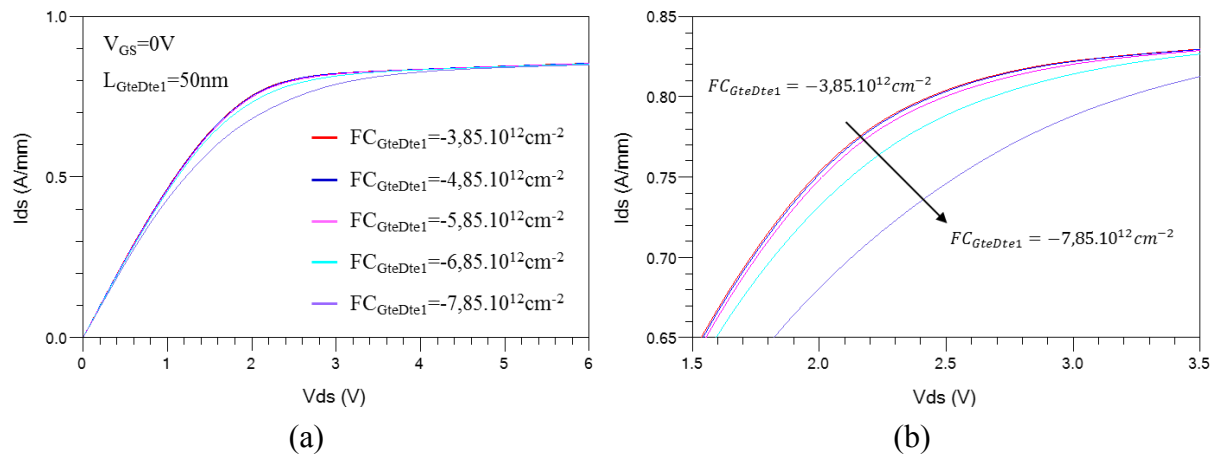 1.0
V_GS=0V
L_GteDte1=50nm
0.5
Ids (A/mm)
FC_GteDte1=-3,85.10^12cm^-2
FC_GteDte1=-4,85.10^12cm^-2
FC_GteDte1=-5,85.10^12cm^-2
FC_GteDte1=-6,85.10^12cm^-2
FC_GteDte1=-7,85.10^12cm^-2
0.0
0 1 2 3 4 5 6
Vds (V)
(a)
0.85
0.80
0.75
0.70
0.65
Ids (A/mm)
FC_GteDte1 = −3,85.10^12cm^−2
FC_GteDte1 = −7,85.10^12cm^−2
1.5 2.0 2.5 3.0 3.5
Vds (V)
(b)